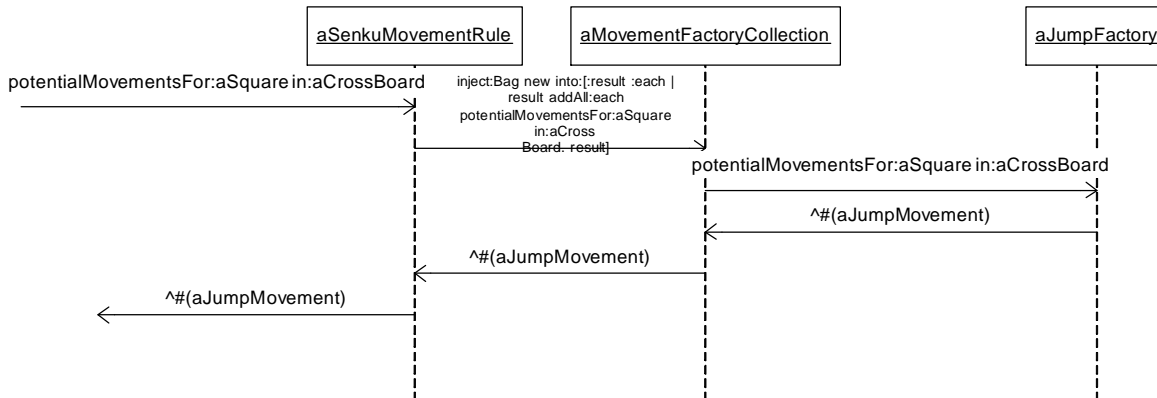 aSenkuMovementRule
aMovementFactoryCollection
aJumpFactory
potentialMovementsFor:aSquare in:aCrossBoard
inject:Bag new into:[:result :each |
result addAll:each
potentialMovementsFor:aSquare
in:aCross
Board. result]
potentialMovementsFor:aSquare in:aCrossBoard
^#(aJumpMovement)
^#(aJumpMovement)
^#(aJumpMovement)